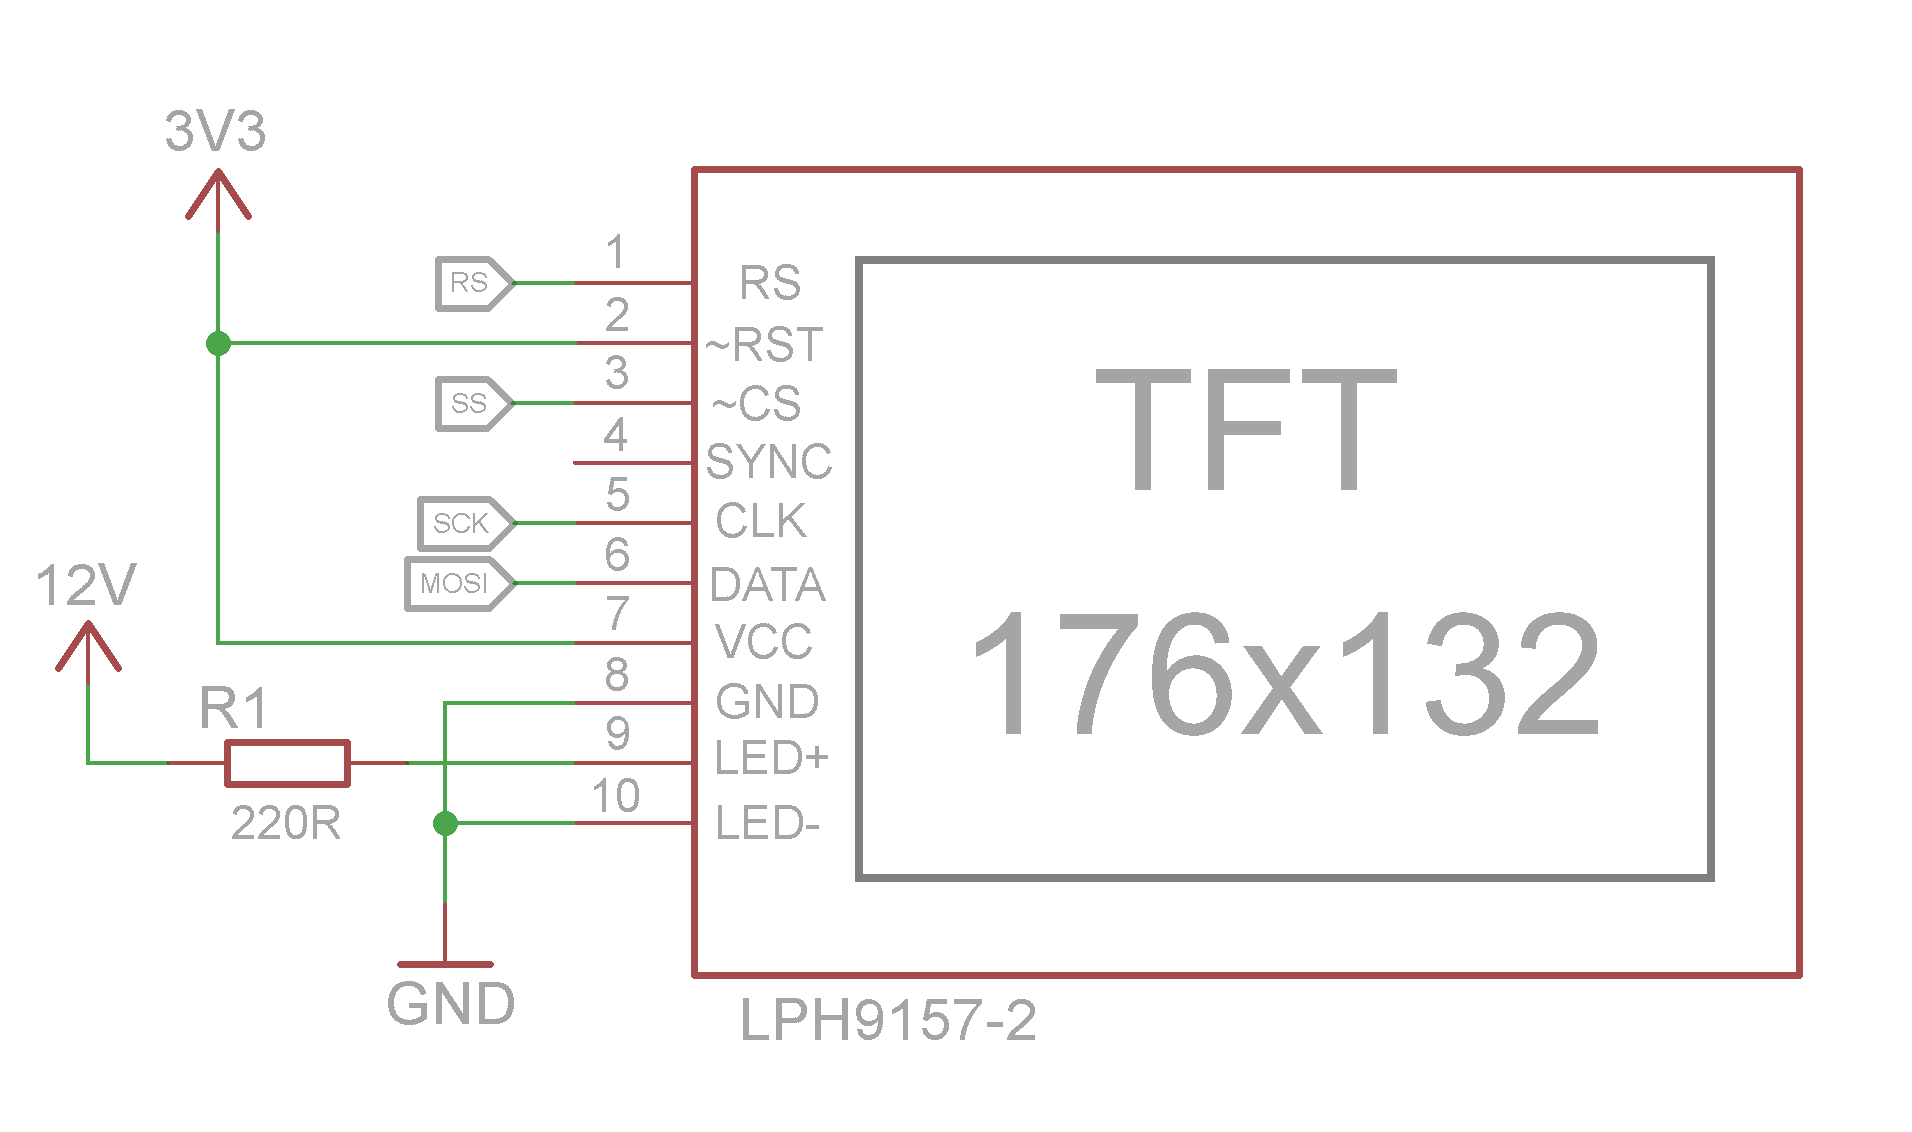 3V3
RS
1
RS
2
~RST
3
SS
~CS
4
SYNC
5
SCK
CLK
6
MOSI
DATA
7
VCC
8
GND
9
LED+
10
LED-
12V
R1
220R
GND
TFT
176x132
LPH9157-2